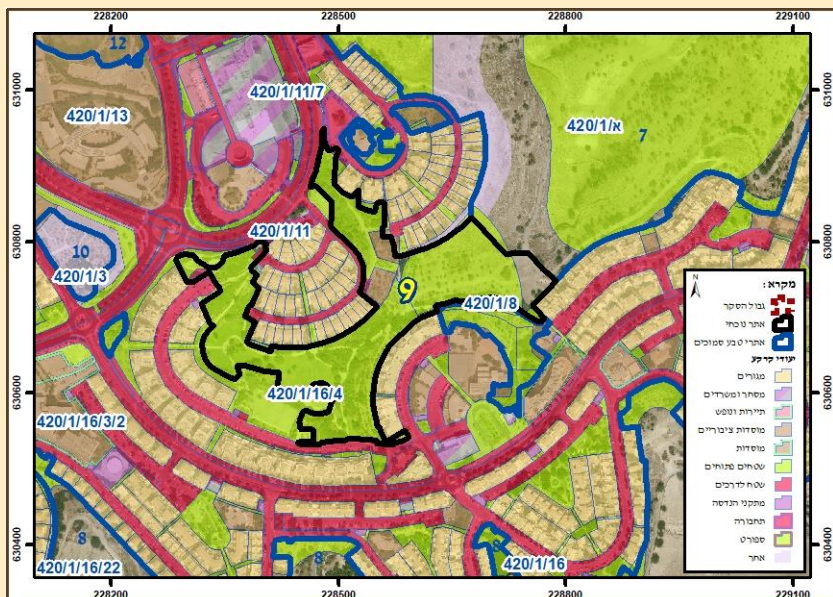 228200 228500 228800 229100
12
631000
631000
420/1/11/7
420/1/13
420/1/א
7
420/1/11
630800
630800
10
420/1/3
9
420/1/8
630600
630600
420/1/16/4
420/1/16/3/2
630400
630400
8
8
8
420/1/16/22
420/1/16
228200 228500 228800 229100
מקרא:
N
גבול הסקר
אתר נוכחי
אתרי טבע סמוכים
יעודי קרקע
מגורים
מסחר ומשרדים
תיירות ונופש
מוסדות ציבוריים
מוסדות
שטחים פתוחים
שטח לדרכים
מתקני הנדסה
תחבורה
ספורט
אחר